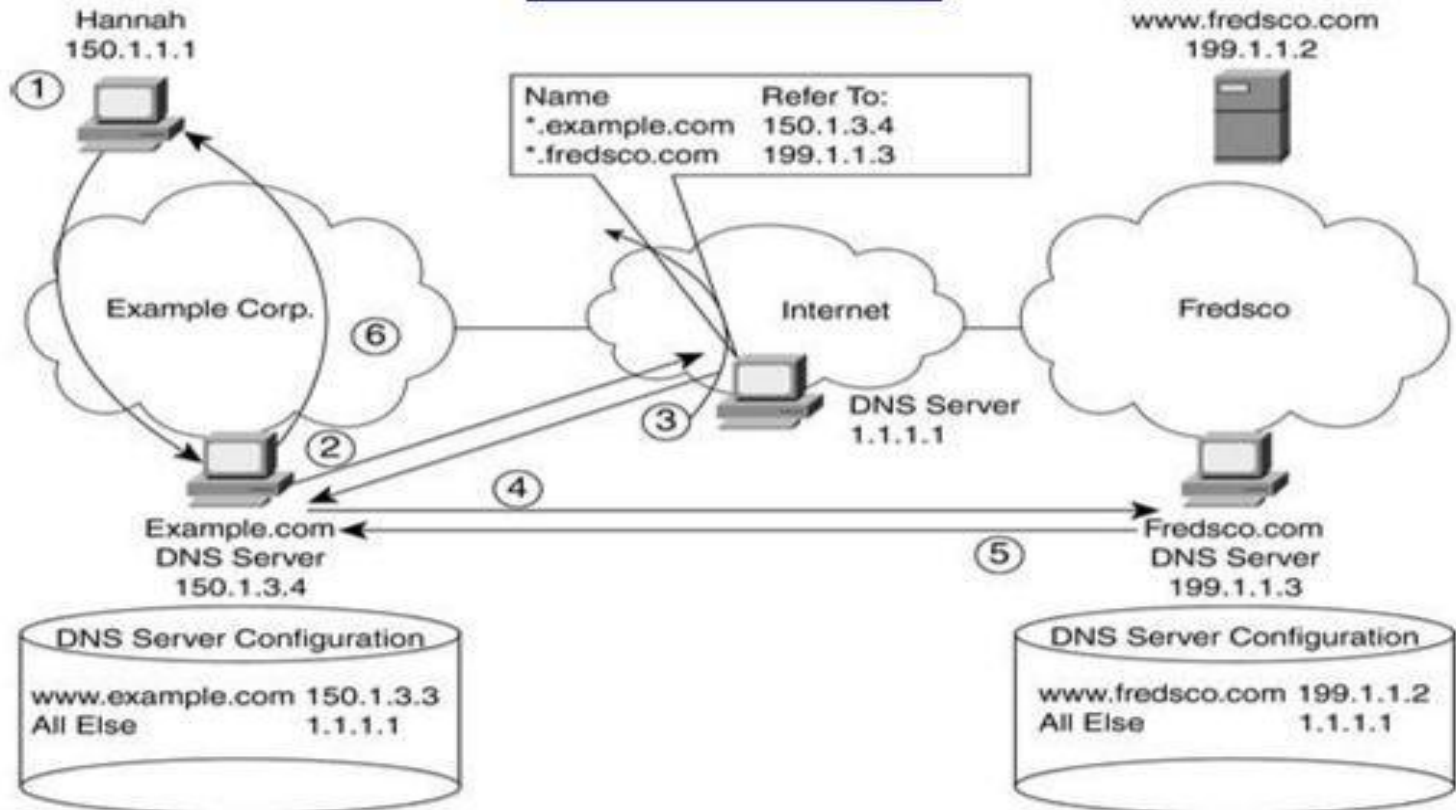 Hannah
150.1.1.1
1
www.fredsco.com
199.1.1.2
Name Refer To:
*.example.com 150.1.3.4
*.fredsco.com 199.1.1.3
Example Corp.
6
Internet
Fredsco
3
DNS Server
1.1.1.1
2
4
Example.com
DNS Server
150.1.3.4
5
Fredsco.com
DNS Server
199.1.1.3
DNS Server Configuration
www.example.com 150.1.3.3
All Else 1.1.1.1
DNS Server Configuration
www.fredsco.com 199.1.1.2
All Else 1.1.1.1